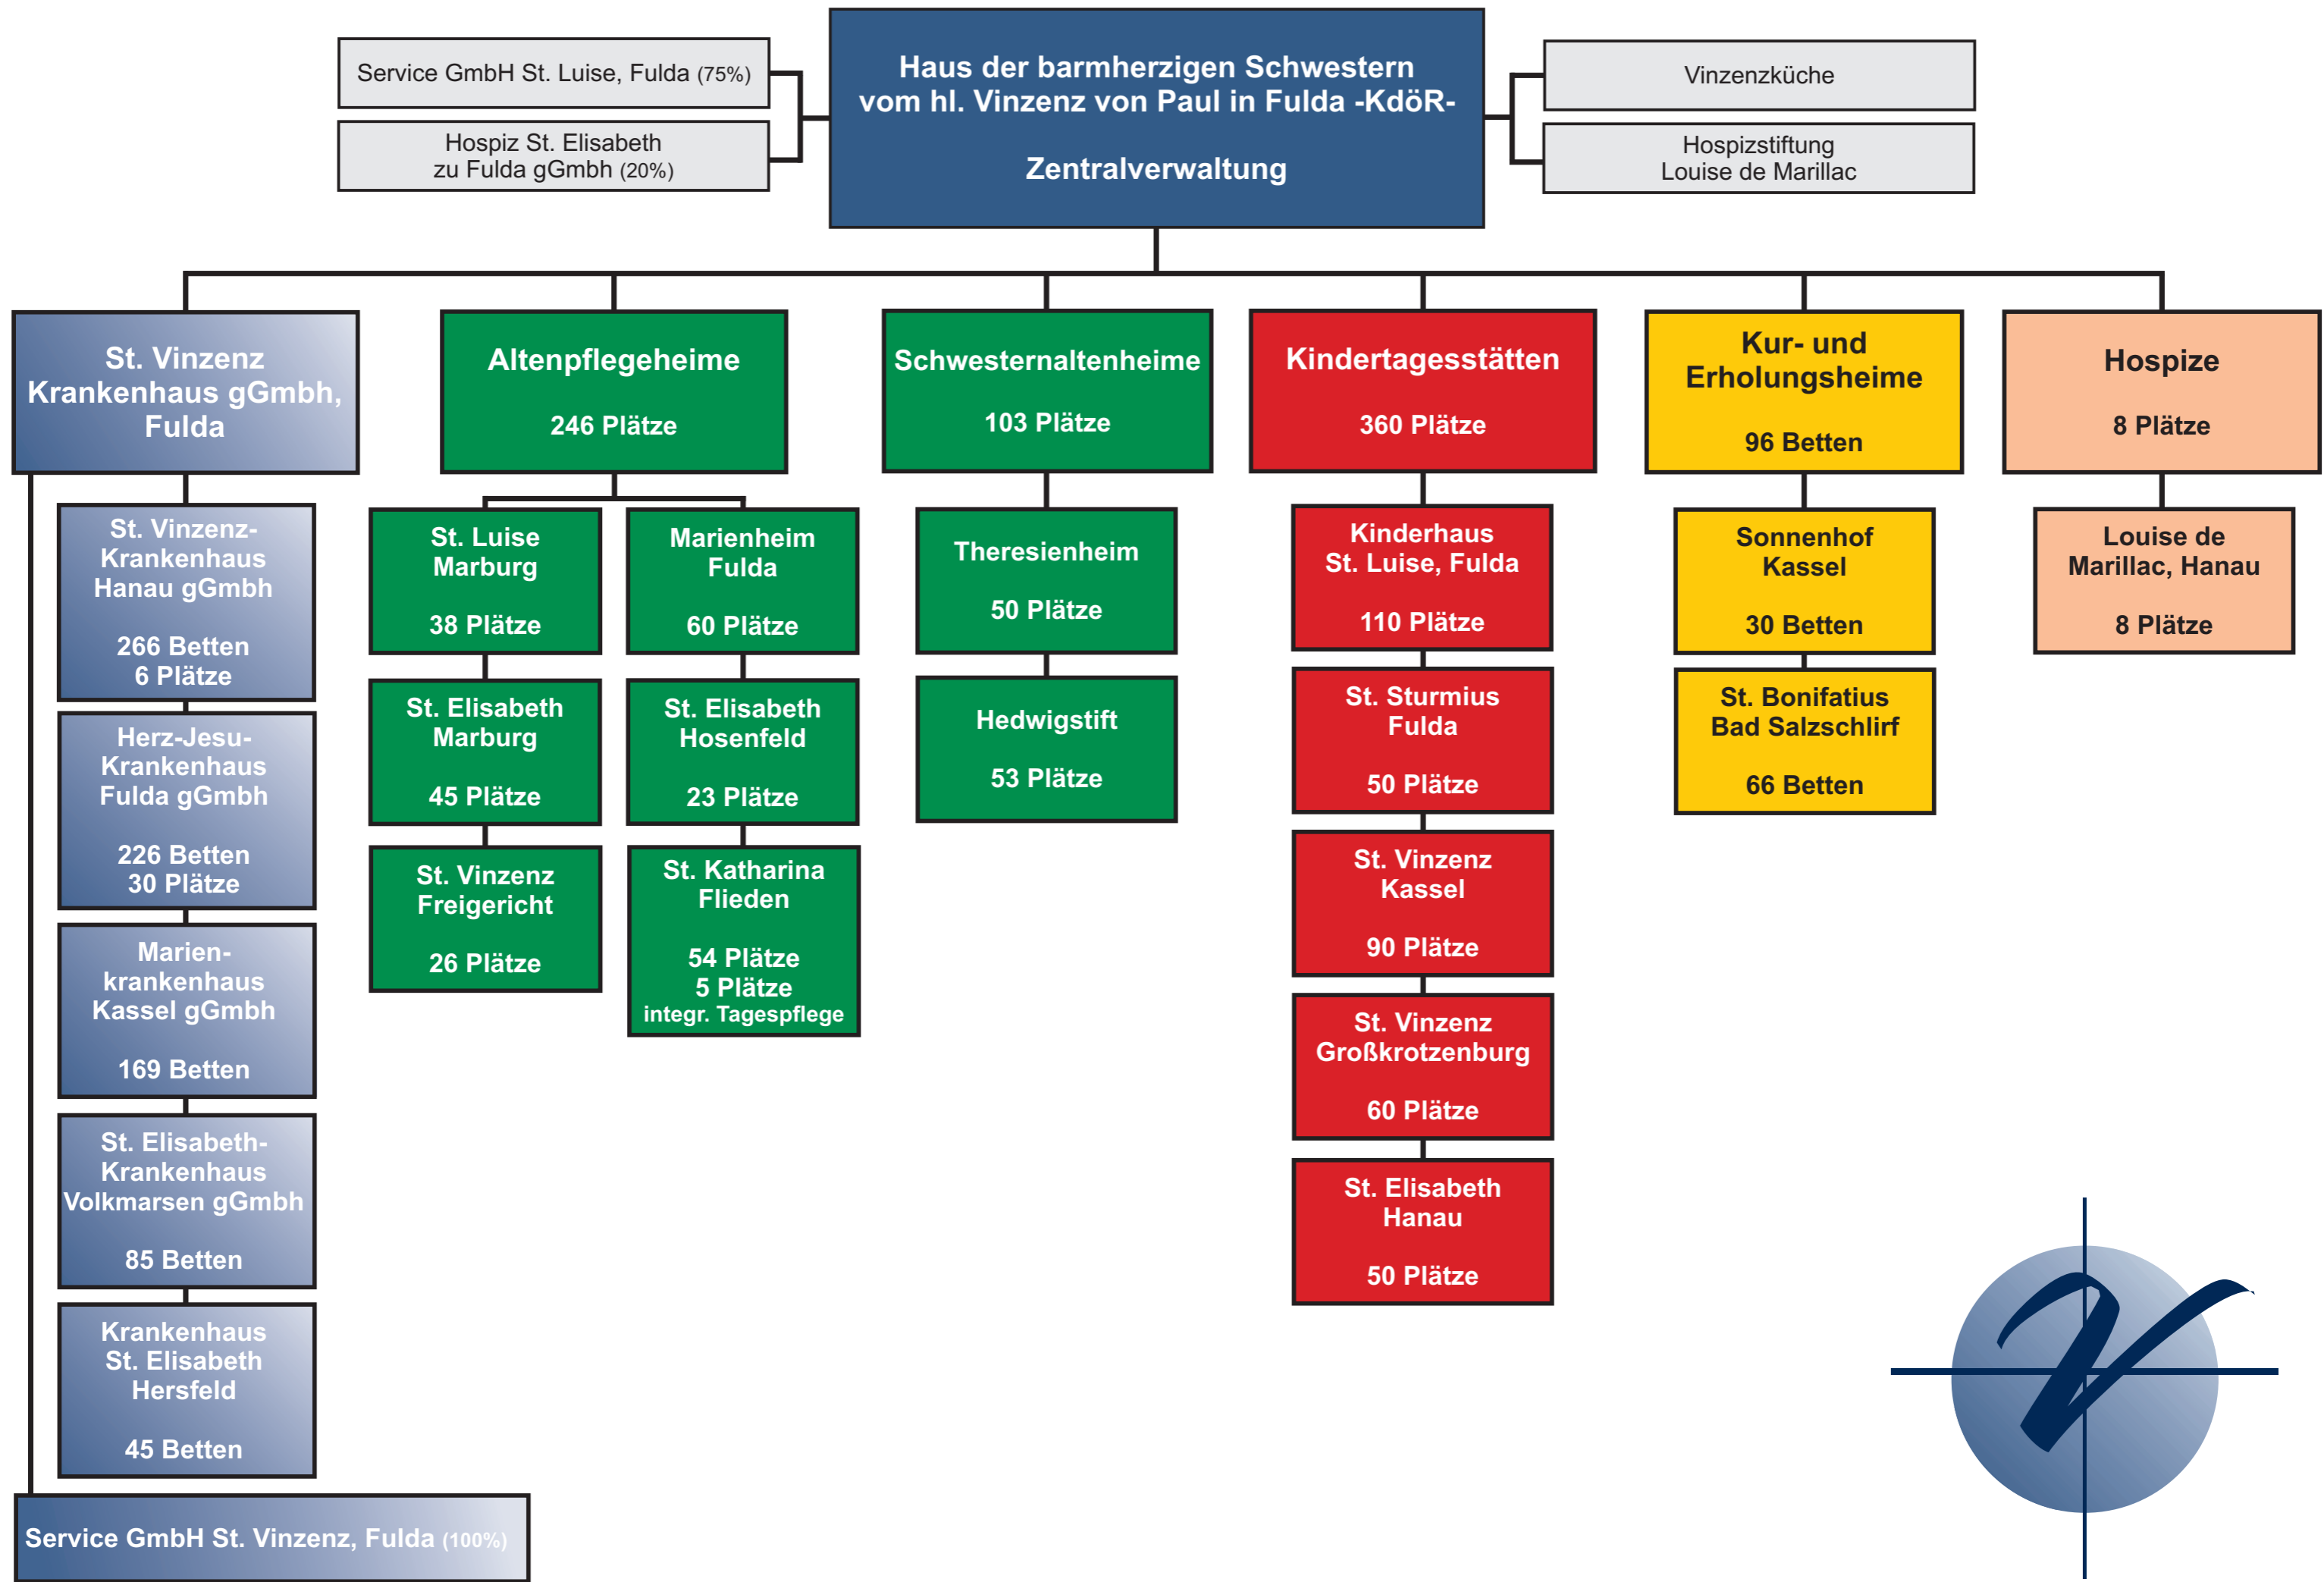 Service GmbH St. Luise, Fulda (75%)
Hospiz St. Elisabeth
zu Fulda gGmbh (20%)
Haus der barmherzigen Schwestern
vom hl. Vinzenz von Paul in Fulda -KdöR-
Zentralverwaltung
Vinzenzküche
Hospizstiftung
Louise de Marillac
St. Vinzenz
Krankenhaus gGmbh,
Fulda
St. Vinzenz-
Krankenhaus
Hanau gGmbh
266 Betten
6 Plätze
Herz-Jesu-
Krankenhaus
Fulda gGmbh
226 Betten
30 Plätze
Marien-
krankenhaus
Kassel gGmbh
169 Betten
St. Elisabeth-
Krankenhaus
Volkmarsen gGmbh
85 Betten
Krankenhaus
St. Elisabeth
Hersfeld
45 Betten
Service GmbH St. Vinzenz, Fulda (100%)
Altenpflegeheime
246 Plätze
St. Luise
Marburg
38 Plätze
St. Elisabeth
Marburg
45 Plätze
St. Vinzenz
Freigericht
26 Plätze
Marienheim
Fulda
60 Plätze
St. Elisabeth
Hosenfeld
23 Plätze
St. Katharina
Flieden
54 Plätze
5 Plätze
integr. Tagespflege
Schwesternaltenheime
103 Plätze
Theresienheim
50 Plätze
Hedwigstift
53 Plätze
Kindertagesstätten
360 Plätze
Kinderhaus
St. Luise, Fulda
110 Plätze
St. Sturmius
Fulda
50 Plätze
St. Vinzenz
Kassel
90 Plätze
St. Vinzenz
Großkrotzenburg
60 Plätze
St. Elisabeth
Hanau
50 Plätze
Kur- und
Erholungsheime
96 Betten
Sonnenhof
Kassel
30 Betten
St. Bonifatius
Bad Salzschlirf
66 Betten
Hospize
8 Plätze
Louise de
Marillac, Hanau
8 Plätze
V